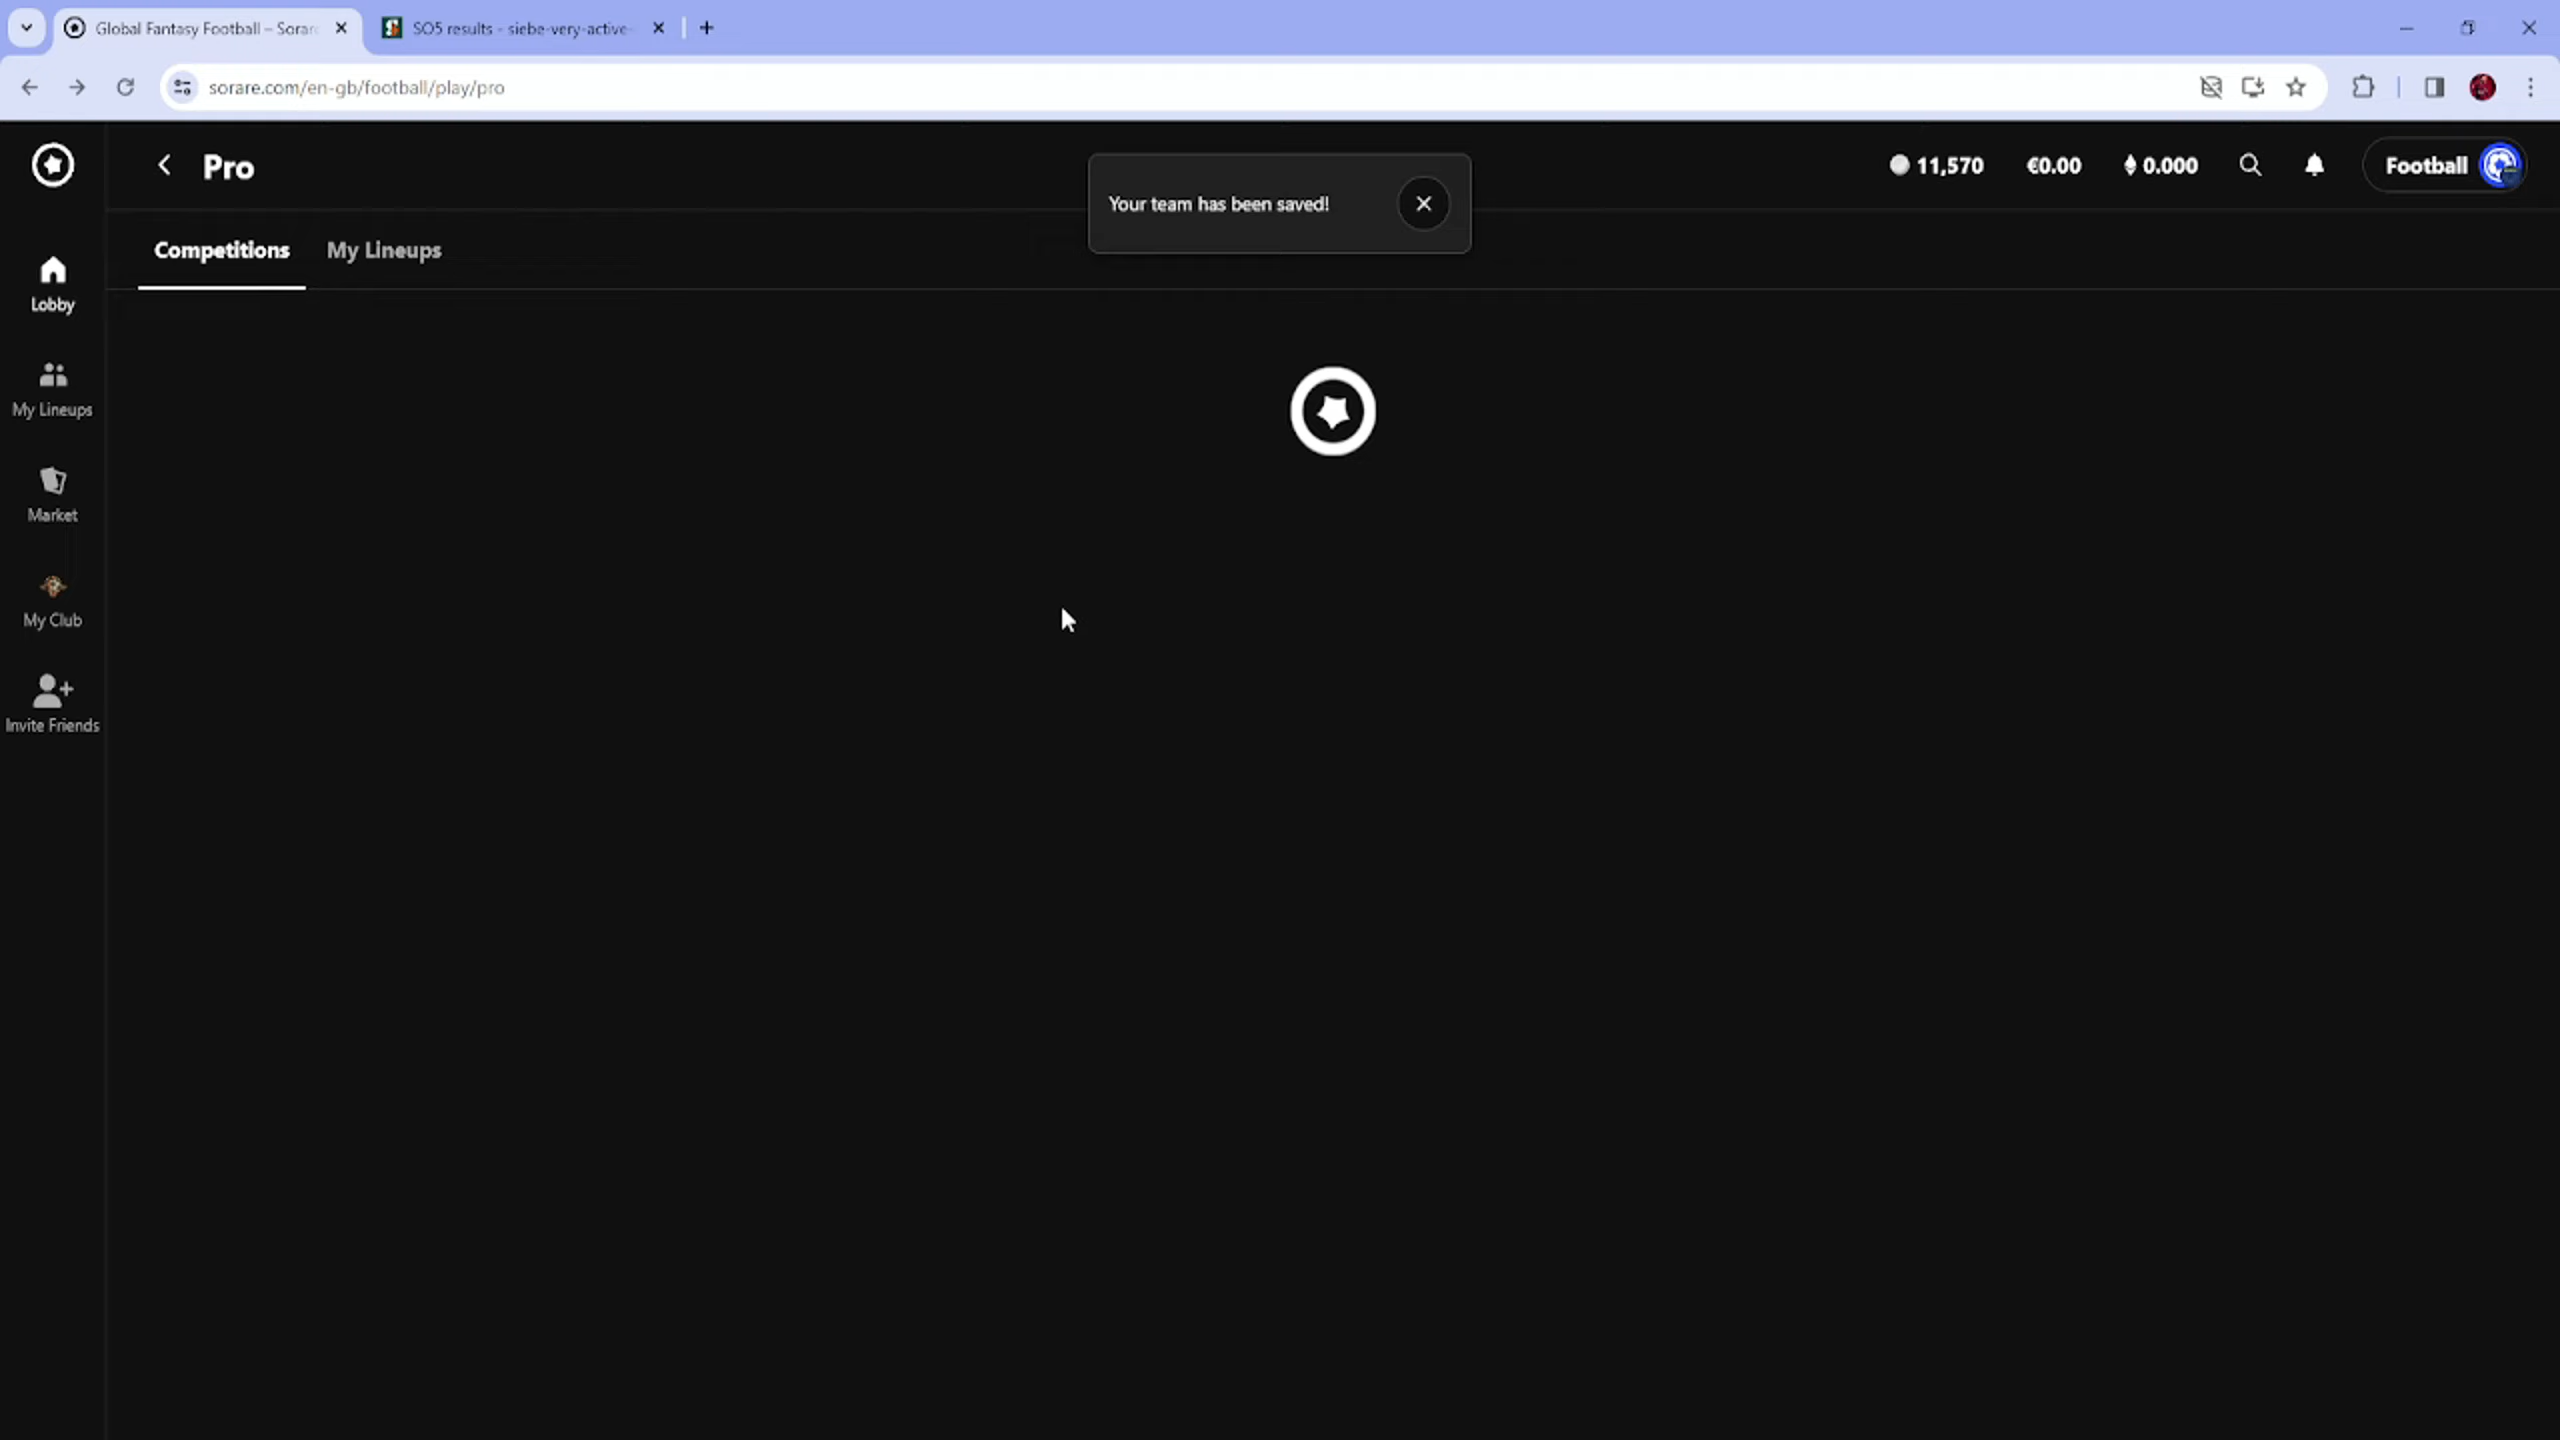 Global Fantasy Football – Sorar
SO5 results - siebe-very-active-
sorare.com/en-gb/football/play/pro
Pro
Your team has been saved!
11,570
€0.00
0.000
Football
Competitions
My Lineups
Lobby
My Lineups
Market
My Club
Invite Friends